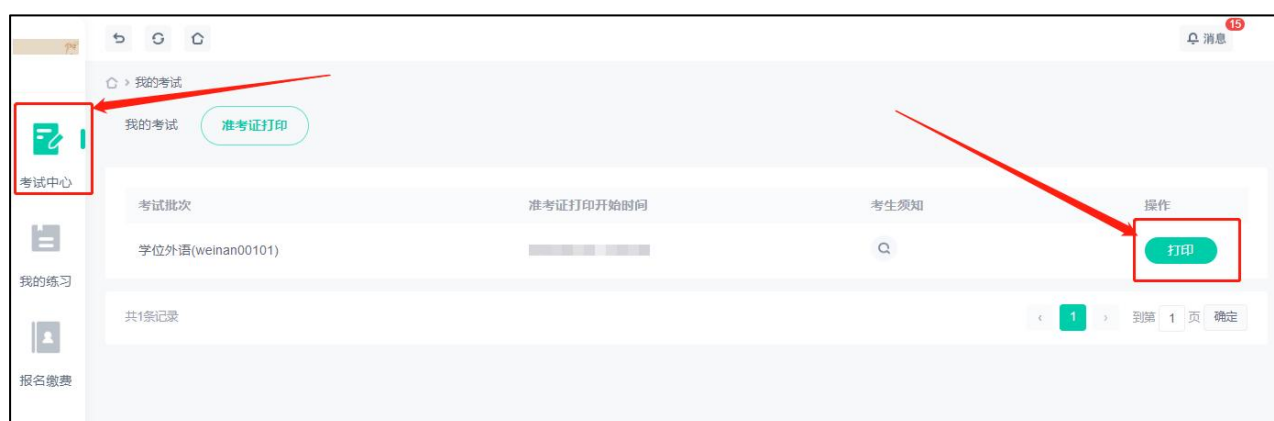 15
消息
我的考试
我的考试 准考证打印
考试中心
考试批次 准考证打印开始时间 考生须知 操作
学位外语(weinan00101) 打印
我的练习
共1条记录 1 到第 1 页 确定
报名缴费